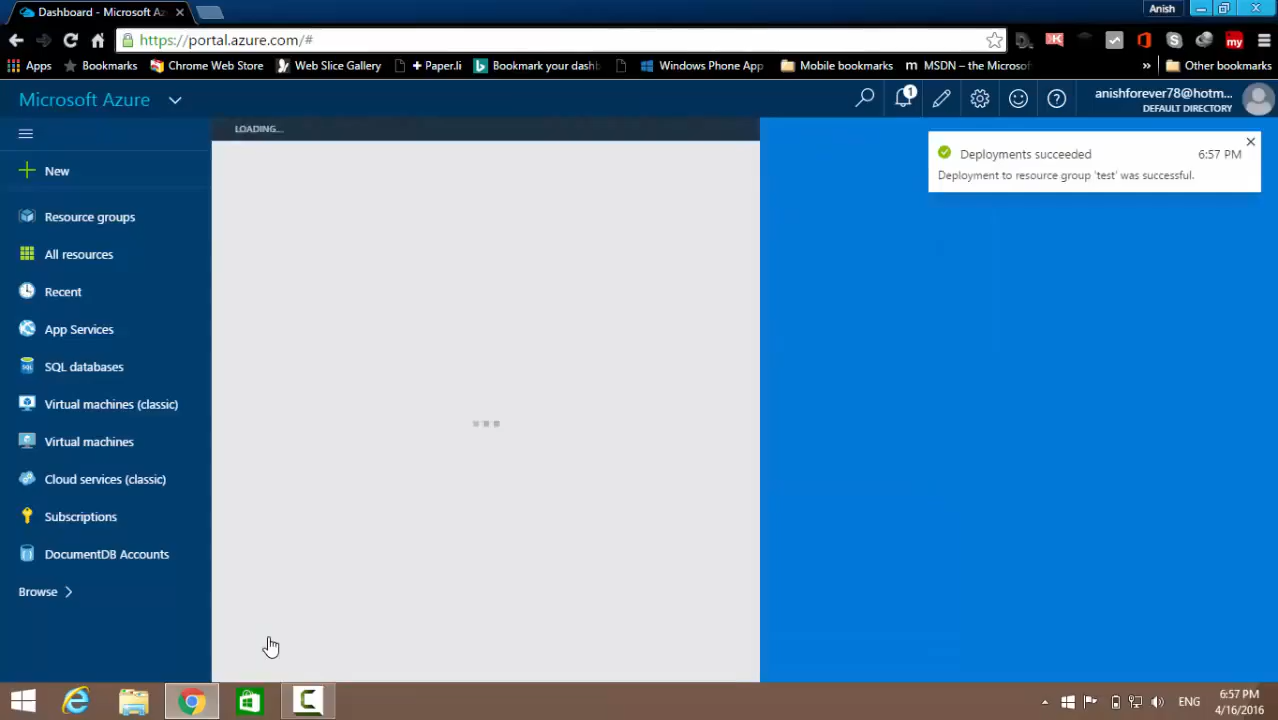 Dashboard - Microsoft Az
Anish
https://portal.azure.com/#
my
Apps
Bookmarks
Chrome Web Store
Web Slice Gallery
+ Paper.li
Bookmark your dashb
Windows Phone App
Mobile bookmarks
MSDN – the Microsof
»
Other bookmarks
Microsoft Azure
1
anishforever78@hotm...
DEFAULT DIRECTORY
LOADING...
New
Deployments succeeded 6:57 PM
Deployment to resource group 'test' was successful.
Resource groups
All resources
Recent
App Services
SQL databases
Virtual machines (classic)
Virtual machines
Cloud services (classic)
Subscriptions
DocumentDB Accounts
Browse
ENG
6:57 PM
4/16/2016